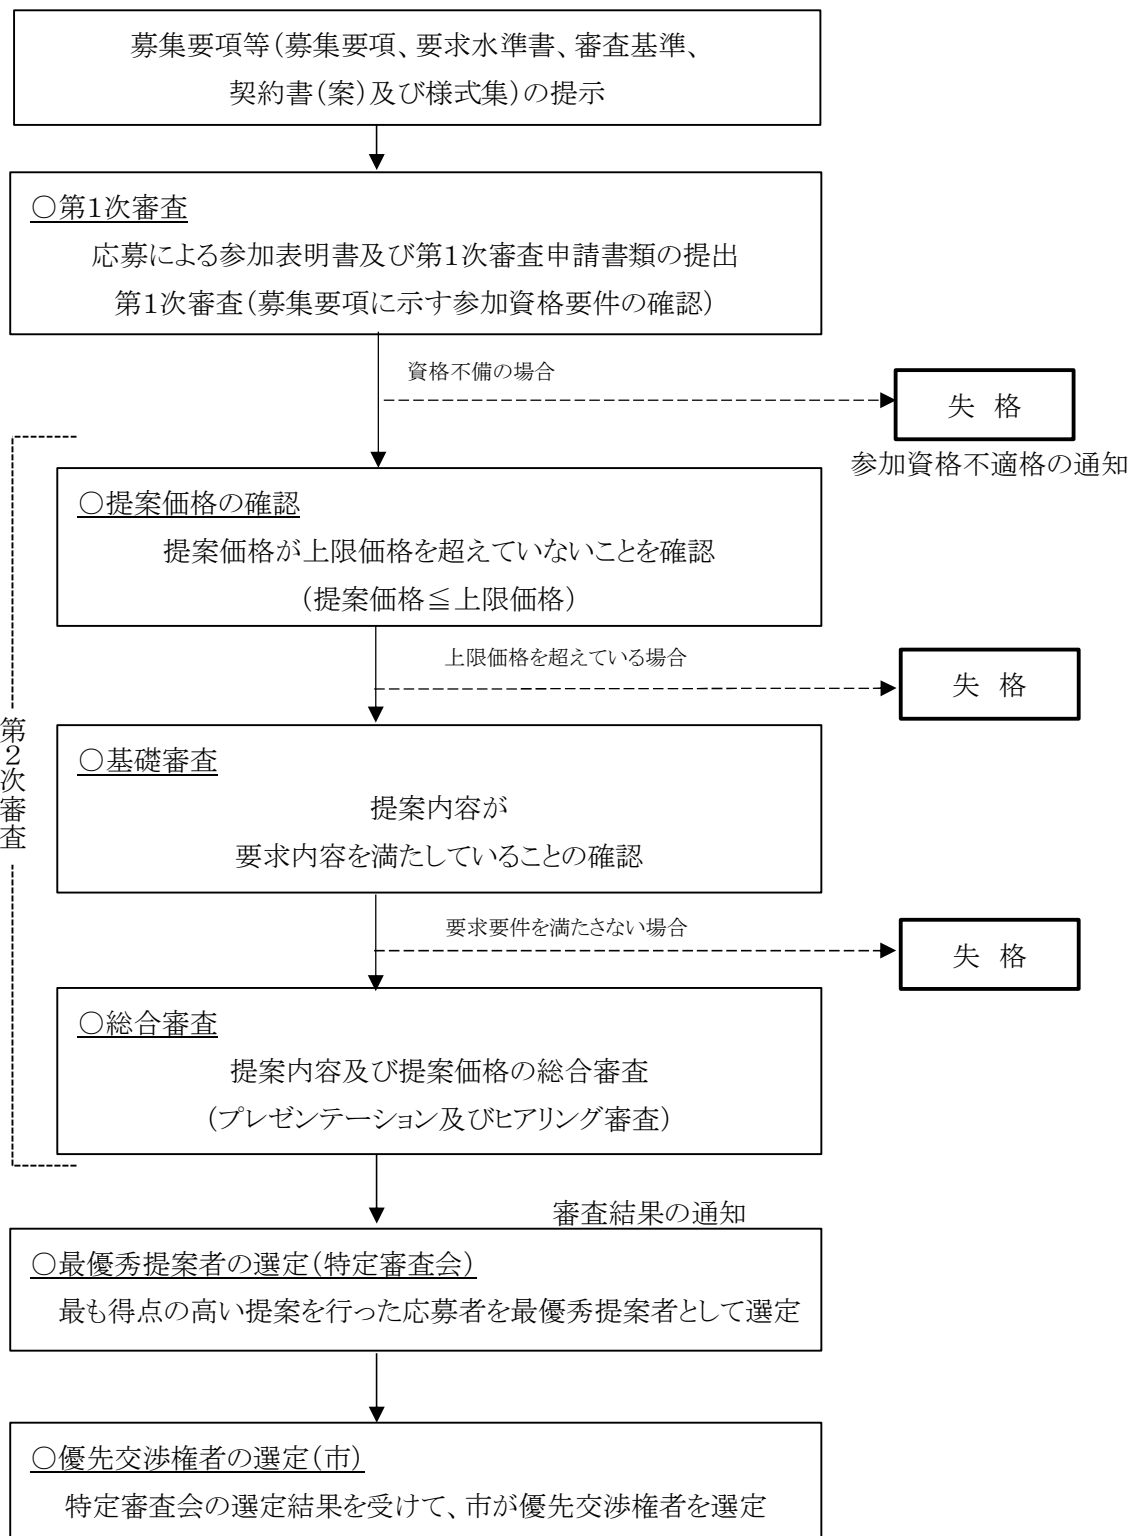 募集要項等(募集要項、要求水準書、審査基準、
契約書(案)及び様式集)の提示
○第1次審査
応募による参加表明書及び第1次審査申請書類の提出
第1次審査(募集要項に示す参加資格要件の確認)
資格不備の場合
失 格
参加資格不適格の通知
第2次審査
○提案価格の確認
提案価格が上限価格を超えていないことを確認
(提案価格≦上限価格)
上限価格を超えている場合
失 格
○基礎審査
提案内容が
要求内容を満たしていることの確認
要求要件を満たさない場合
失 格
○総合審査
提案内容及び提案価格の総合審査
(プレゼンテーション及びヒアリング審査)
審査結果の通知
○最優秀提案者の選定(特定審査会)
最も得点の高い提案を行った応募者を最優秀提案者として選定
○優先交渉権者の選定(市)
特定審査会の選定結果を受けて、市が優先交渉権者を選定